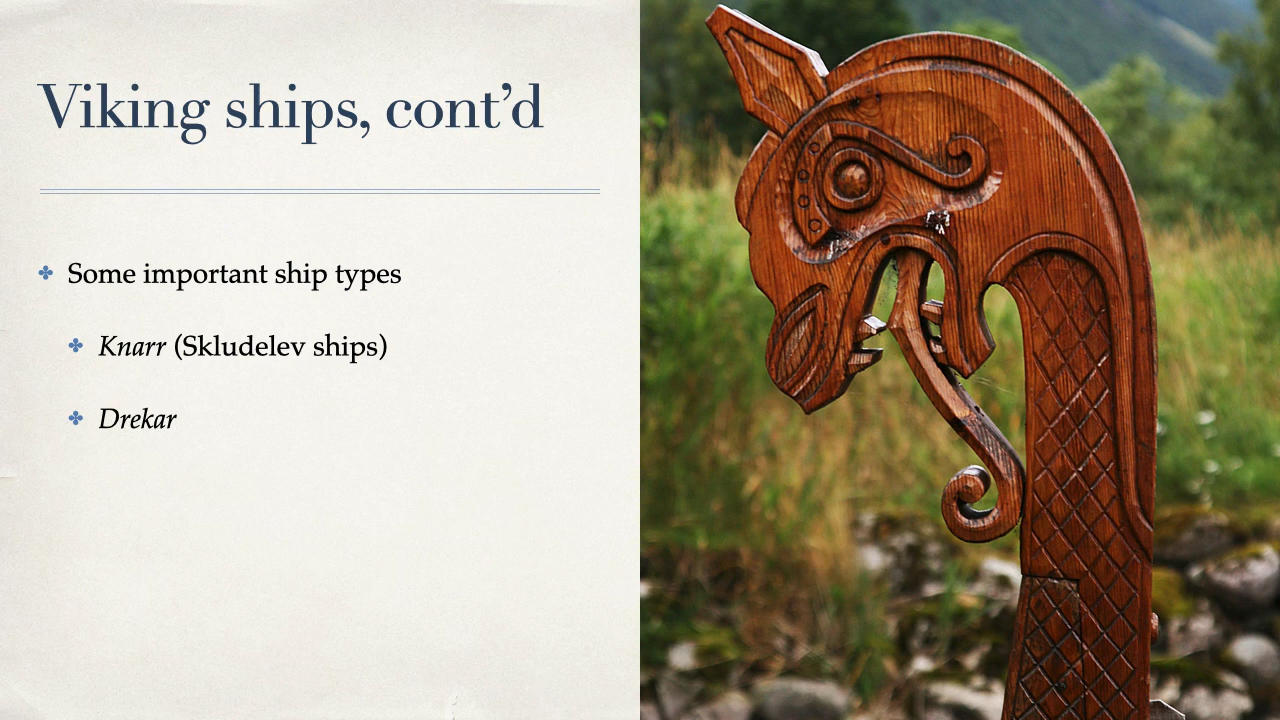 Viking ships, cont’d
Some important ship types
Knarr (Skludelev ships)
Drekar